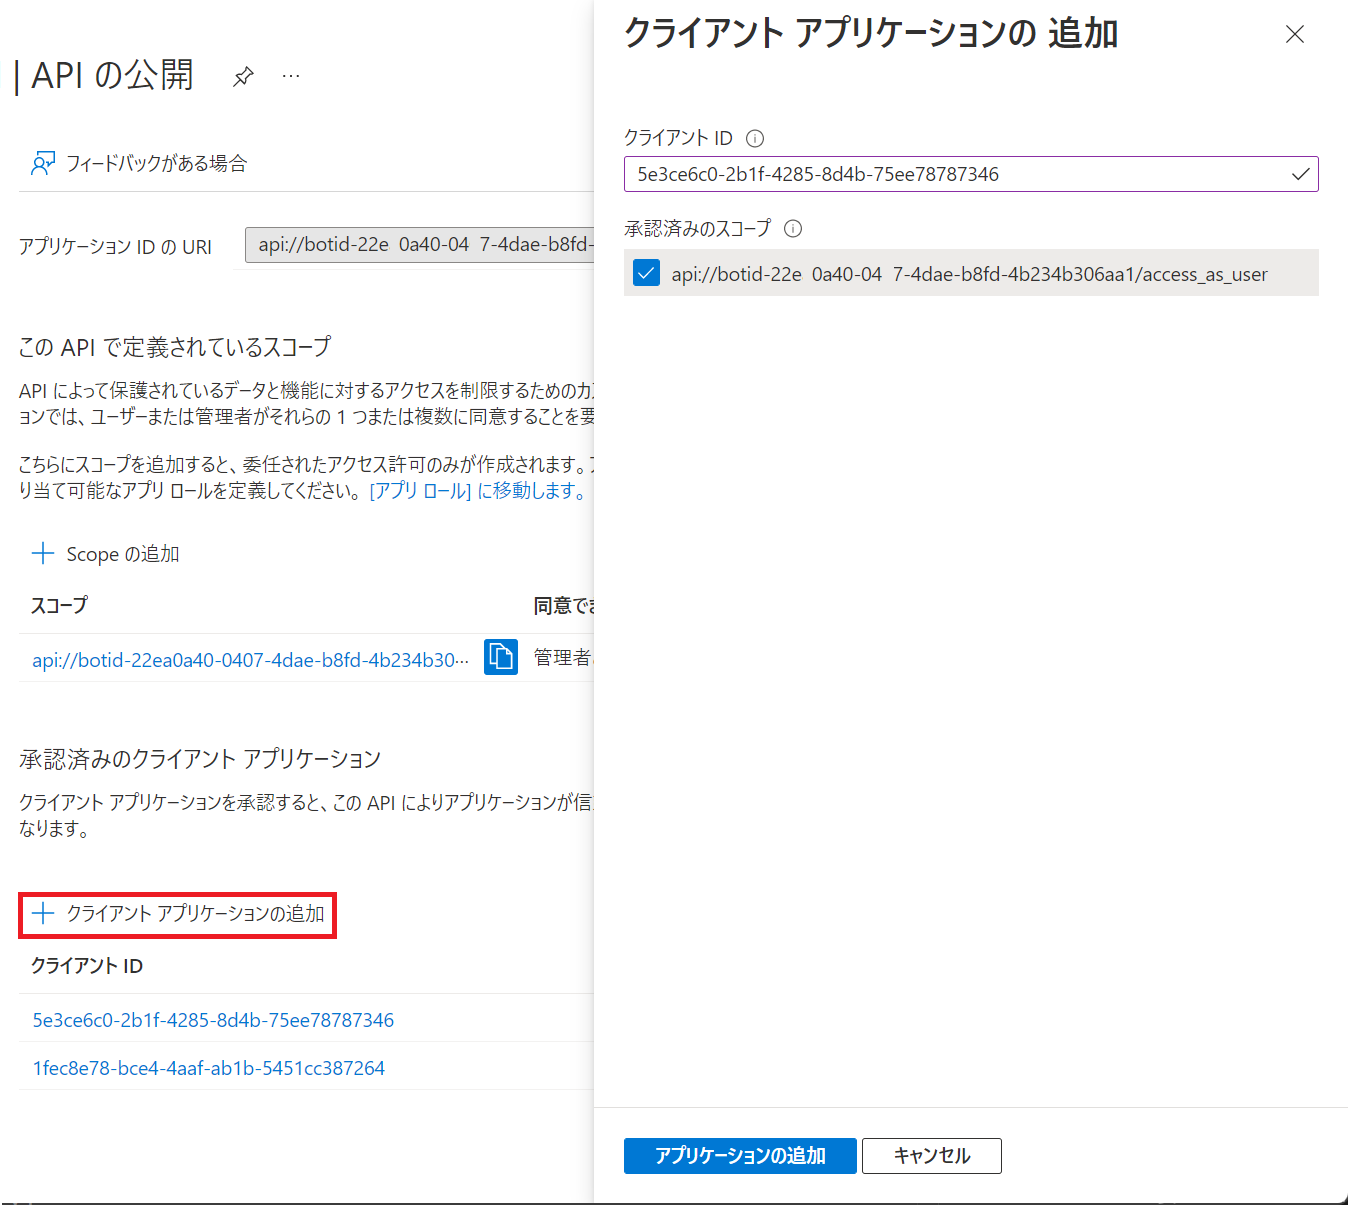 | API の公開
フィードバックがある場合
アプリケーション ID の URI
api://botid-22e 0a40-04 7-4dae-b8fd-
この API で定義されているスコープ
API によって保護されているデータと機能に対するアクセスを制限するためのカ
ョンでは、ユーザーまたは管理者がそれらの 1 つまたは複数に同意することを要
こちらにスコープを追加すると、委任されたアクセス許可のみが作成されます。
り当て可能なアプリ ロールを定義してください。 [アプリ ロール] に移動します。
Scope の追加
スコープ
同意でき
api://botid-22ea0a40-0407-4dae-b8fd-4b234b30...
管理者
承認済みのクライアント アプリケーション
クライアント アプリケーションを承認すると、この API によりアプリケーションが信
なります。
クライアント アプリケーションの追加
クライアント ID
5e3ce6c0-2b1f-4285-8d4b-75ee78787346
1fec8e78-bce4-4aaf-ab1b-5451cc387264
クライアント アプリケーションの 追加
クライアント ID
5e3ce6c0-2b1f-4285-8d4b-75ee78787346
承認済みのスコープ
api://botid-22e 0a40-04 7-4dae-b8fd-4b234b306aa1/access_as_user
アプリケーションの追加
キャンセル